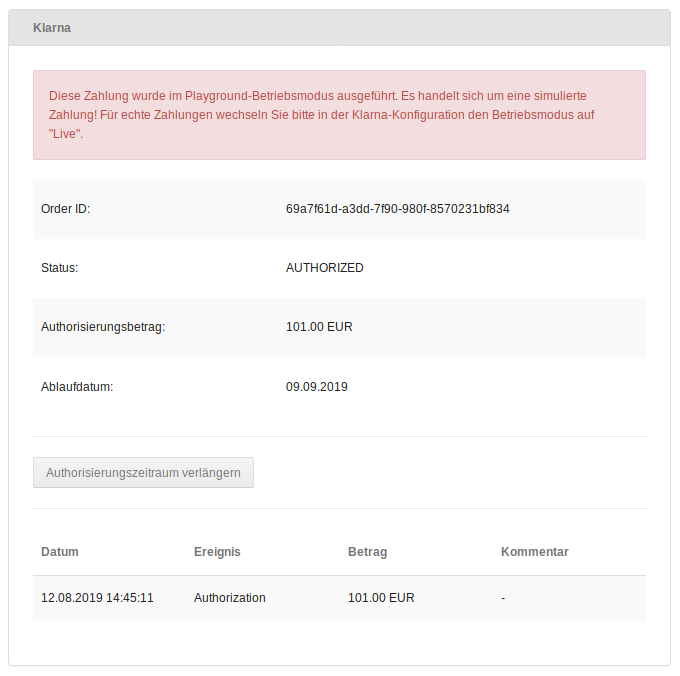 Klarna
Diese Zahlung wurde im Playground-Betriebsmodus ausgeführt. Es handelt sich um eine simulierte
Zahlung! Für echte Zahlungen wechseln Sie bitte in der Klarna-Konfiguration den Betriebsmodus auf
"Live".
Order ID: 69a7f61d-a3dd-7f90-980f-8570231bf834
Status: AUTHORIZED
Authorisierungsbetrag: 101.00 EUR
Ablaufdatum: 09.09.2019
Authorisierungszeitraum verlängern
Datum Ereignis Betrag Kommentar
12.08.2019 14:45:11 Authorization 101.00 EUR -